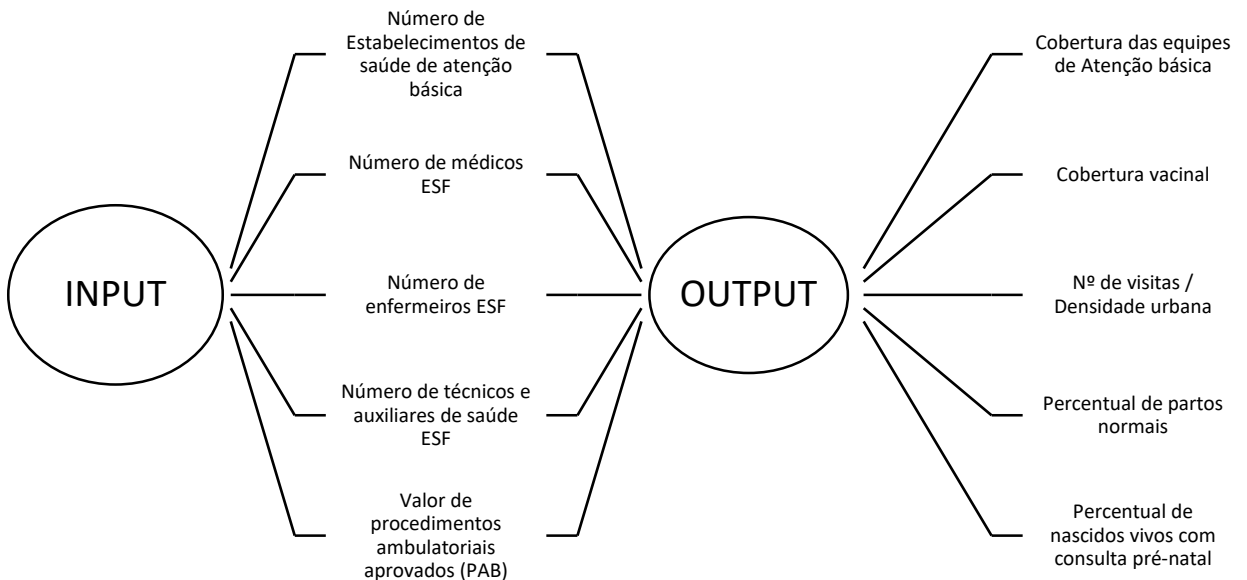 INPUT
Número de
Estabelecimentos de
saúde de atenção
básica
Número de médicos
ESF
Número de
enfermeiros ESF
Número de técnicos e
auxiliares de saúde
ESF
Valor de
procedimentos
ambulatoriais
aprovados (PAB)
OUTPUT
Cobertura das equipes
de Atenção básica
Cobertura vacinal
Nº de visitas /
Densidade urbana
Percentual de partos
normais
Percentual de
nascidos vivos com
consulta pré-natal